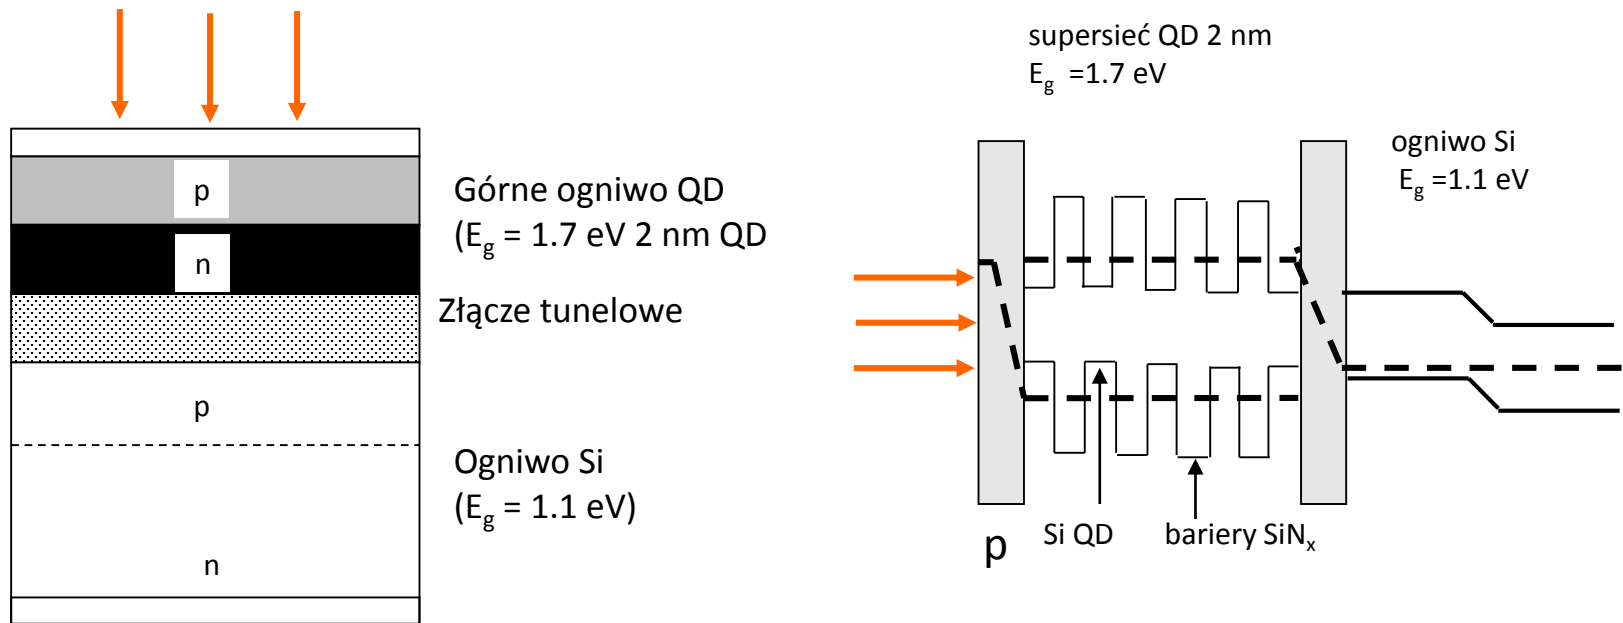 p
n
p
n
Górne ogniwo QD
(Eg = 1.7 eV 2 nm QD
Złącze tunelowe
Ogniwo Si
(Eg = 1.1 eV)
supersieć QD 2 nm
Eg =1.7 eV
ogniwo Si
Eg =1.1 eV
p
Si QD
bariery SiNx